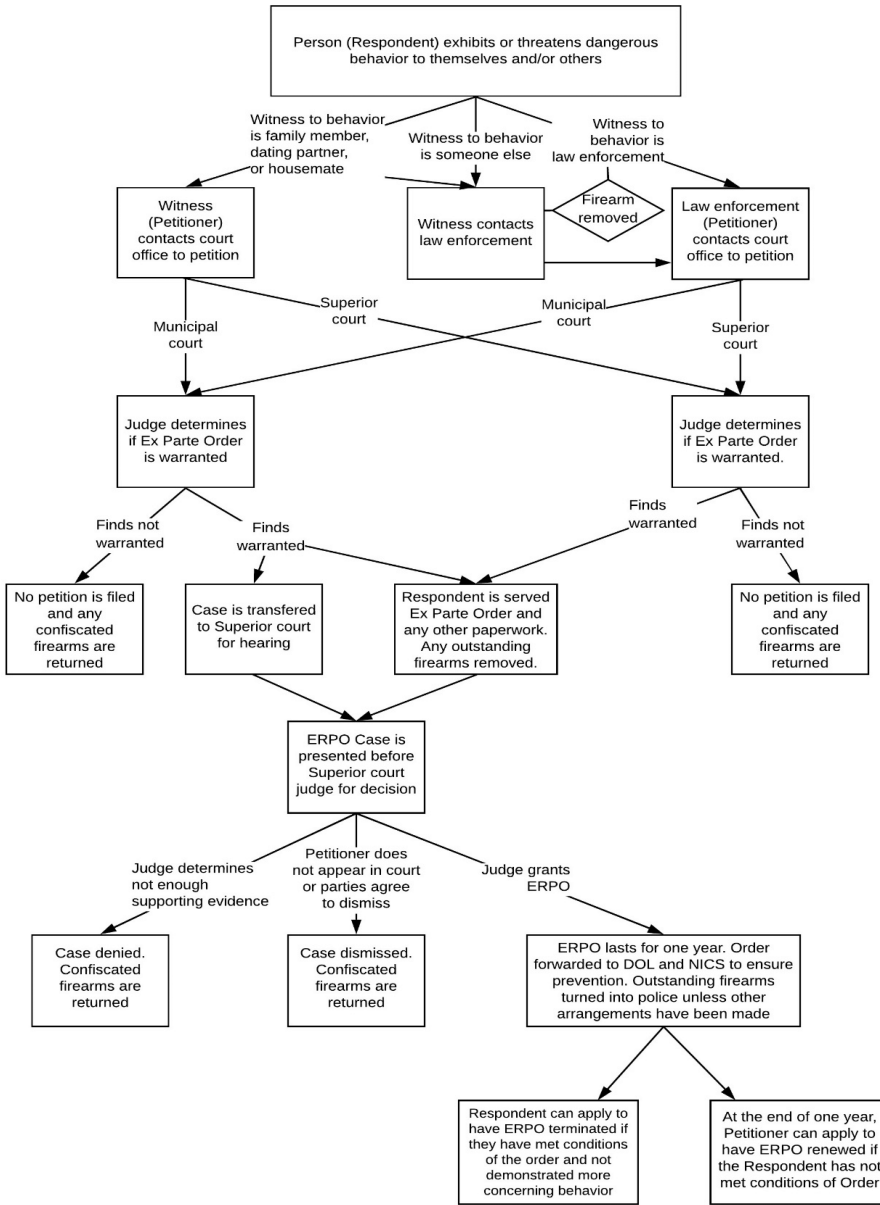 Person (Respondent) exhibits or threatens dangerous
behavior to themselves and/or others
Witness to behavior
is family member,
dating partner,
or housemate
Witness to behavior
is someone else
Witness to
behavior is
law enforcement
Witness
(Petitioner)
contacts court
office to petition
Witness contacts
law enforcement
Firearm
removed
Law enforcement
(Petitioner)
contacts court
office to petition
Municipal
court
Superior
court
Municipal
court
Superior
court
Judge determines
if Ex Parte Order
is warranted
Judge determines
if Ex Parte Order
is warranted.
Finds not
warranted
Finds
warranted
Finds
warranted
Finds not
warranted
No petition is filed
and any
confiscated
firearms are
returned
Case is transfered
to Superior court
for hearing
Respondent is served
Ex Parte Order and
any other paperwork.
Any outstanding
firearms removed.
No petition is filed
and any
confiscated
firearms are
returned
ERPO Case is
presented before
Superior court
judge for decision
Judge determines
not enough
supporting evidence
Petitioner does
not appear in court
or parties agree
to dismiss
Judge grants
ERPO
Case denied.
Confiscated
firearms are
returned
Case dismissed.
Confiscated
firearms are
returned
ERPO lasts for one year. Order
forwarded to DOL and NICS to ensure
prevention. Outstanding firearms
turned into police unless other
arrangements have been made
Respondent can apply to
have ERPO terminated if
they have met conditions
of the order and not
demonstrated more
concerning behavior
At the end of one year,
Petitioner can apply to
have ERPO renewed if
the Respondent has not
met conditions of Order